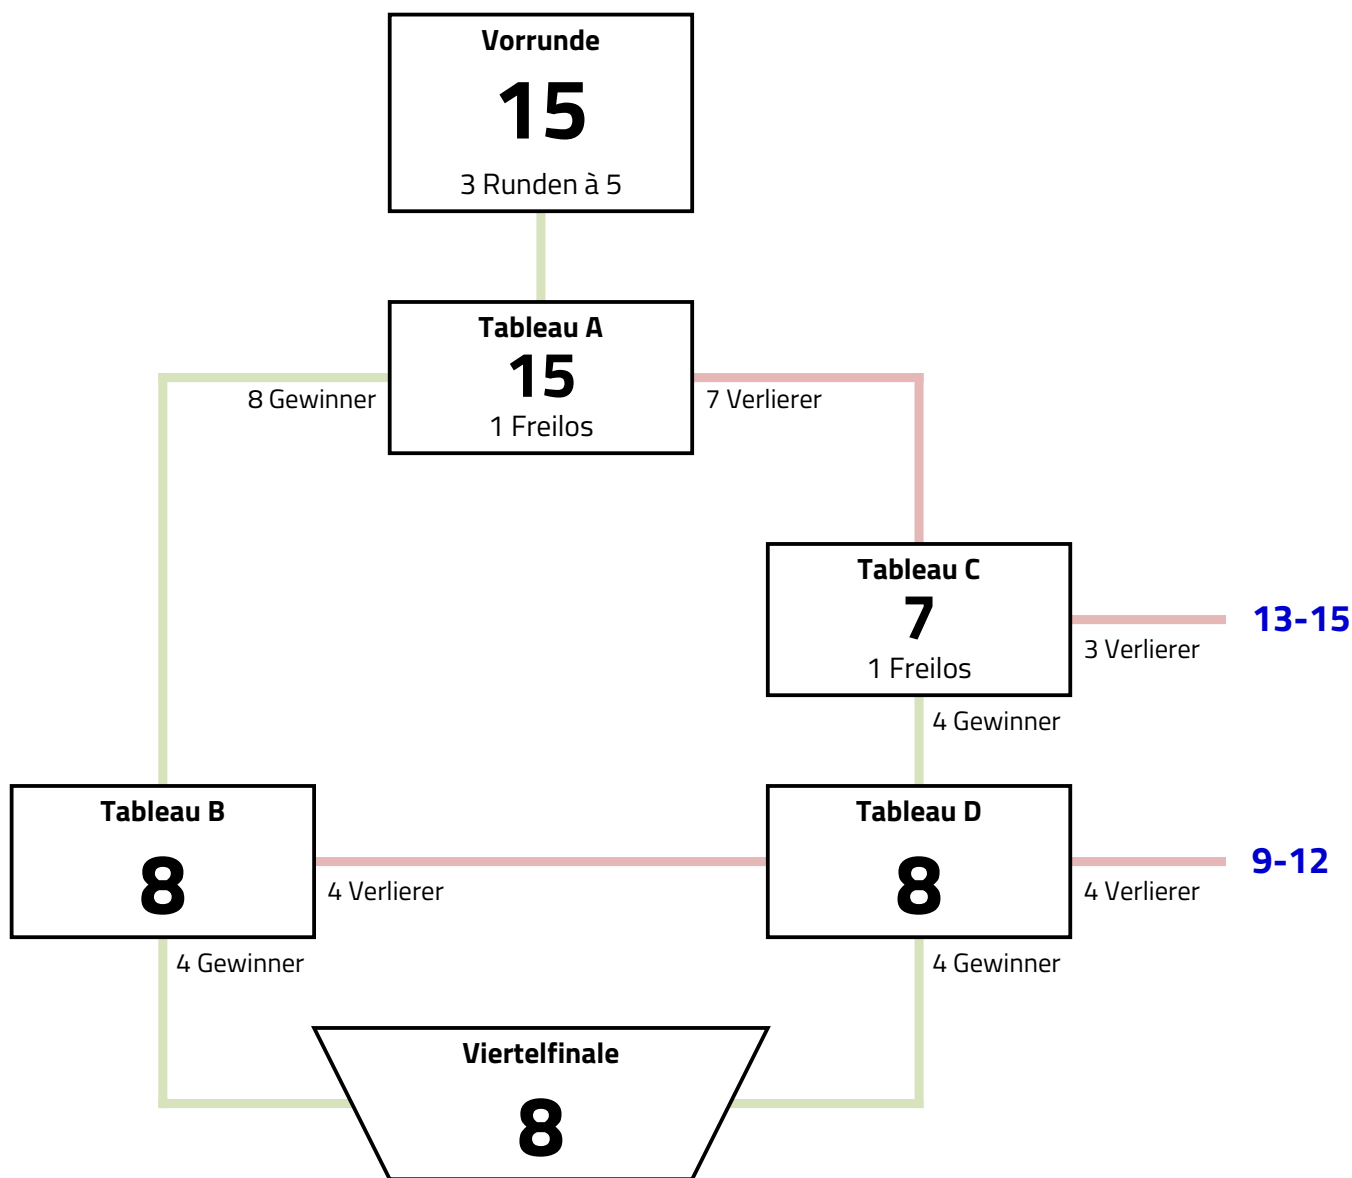 Vorrunde
15
3 Runden à 5
Tableau A
15
1 Freilos
8 Gewinner
7 Verlierer
Tableau C
7
1 Freilos
13-15
3 Verlierer
4 Gewinner
Tableau B
8
4 Verlierer
4 Gewinner
Tableau D
8
9-12
4 Verlierer
4 Gewinner
Viertelfinale
8